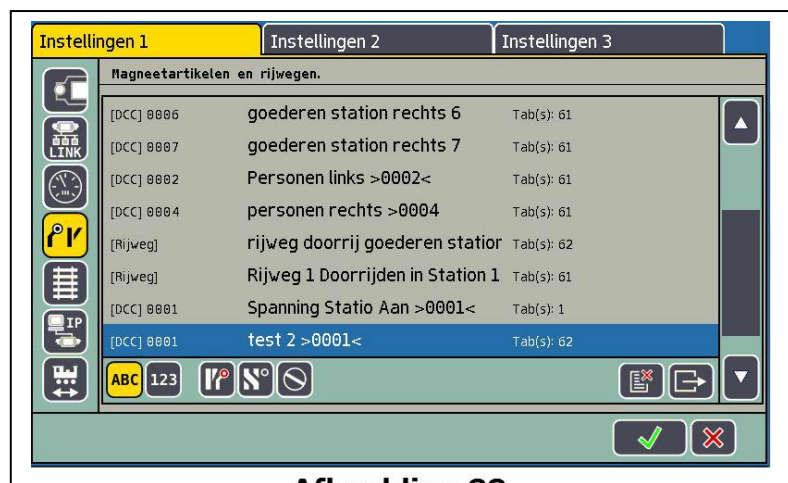 Instellingen 1 Instellingen 2 Instellingen 3
Magneetartikelen en rijwegen.
[DCC] 0006 goederen station rechts 6 Tab(s): 61
[DCC] 0007 goederen station rechts 7 Tab(s): 61
[DCC] 0002 Personen links >0002< Tab(s): 61
[DCC] 0004 personen rechts >0004 Tab(s): 61
[Rijweg] rijweg doorrij goederen station Tab(s): 62
[Rijweg] Rijweg 1 Doorrijden in Station 1 Tab(s): 61
[DCC] 0001 Spanning Statio Aan >0001< Tab(s): 1
[DCC] 0001 test 2 >0001< Tab(s): 62
LINK
IP
ABC 123